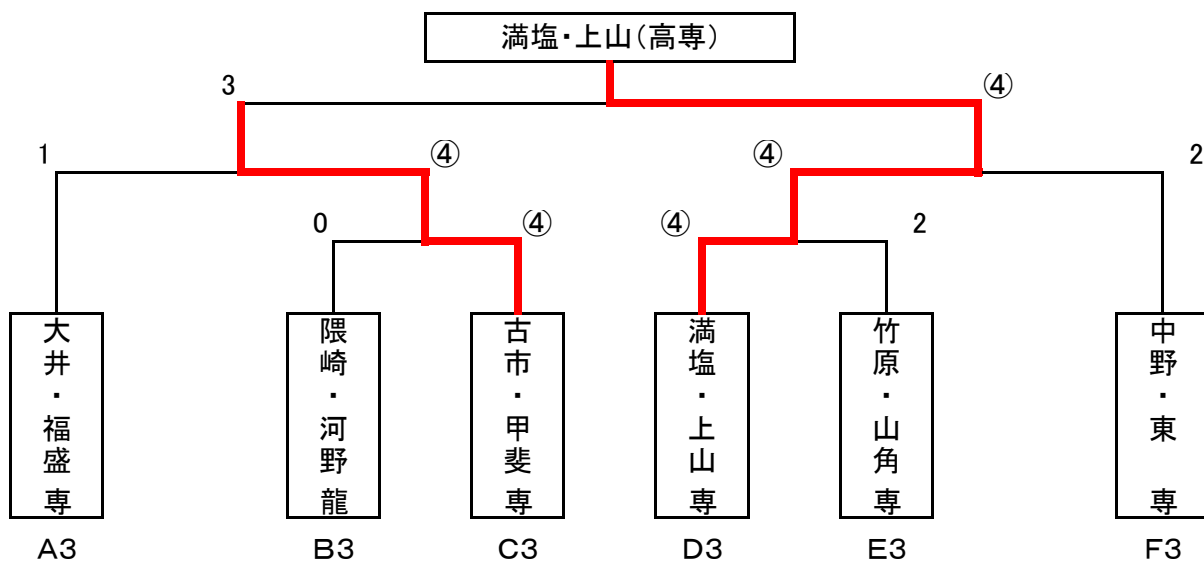 満塩・上山(高専)
3 ④
1 ④ ④ 2
0 ④ ④ 2
大井・福盛 専
隈崎・河野 龍
古市・甲斐 専
満塩・上山 専
竹原・山角 専
中野・東 専
A3 B3 C3 D3 E3 F3